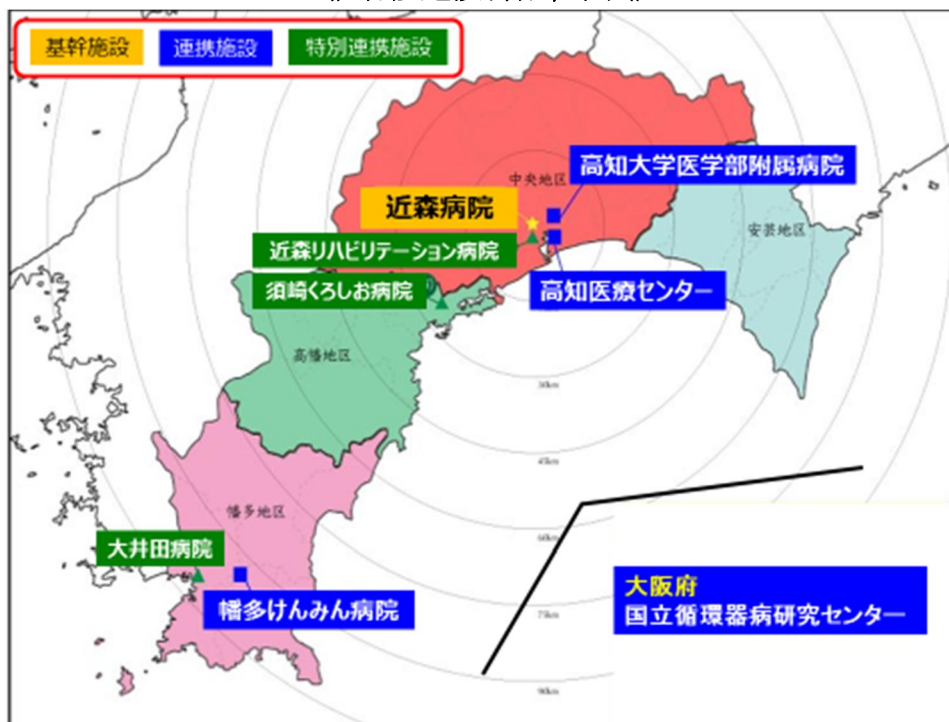 基幹施設
連携施設
特別連携施設
中央地区
高知大学医学部附属病院
近森病院
安芸地区
近森リハビリテーション病院
須崎くろしお病院
高知医療センター
高幡地区
30km
45km
幡多地区
60km
大井田病院
大阪府
国立循環器病研究センター
幡多けんみん病院
75km
90km